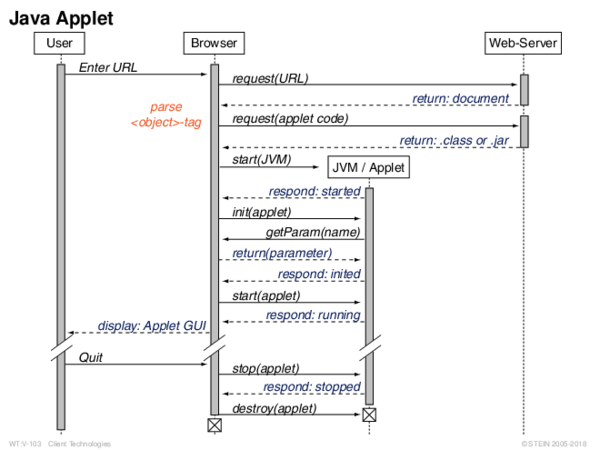 Java Applet
User
Browser
Web-Server
Enter URL
request(URL)
return: document
parse
<object>-tag
request(applet code)
return: .class or .jar
start(JVM)
JVM / Applet
respond: started
init(applet)
getParam(name)
return(parameter)
respond: inited
start(applet)
respond: running
display: Applet GUI
Quit
stop(applet)
respond: stopped
destroy(applet)
WT:V-103 Client Technologies
©STEIN 2005-2018